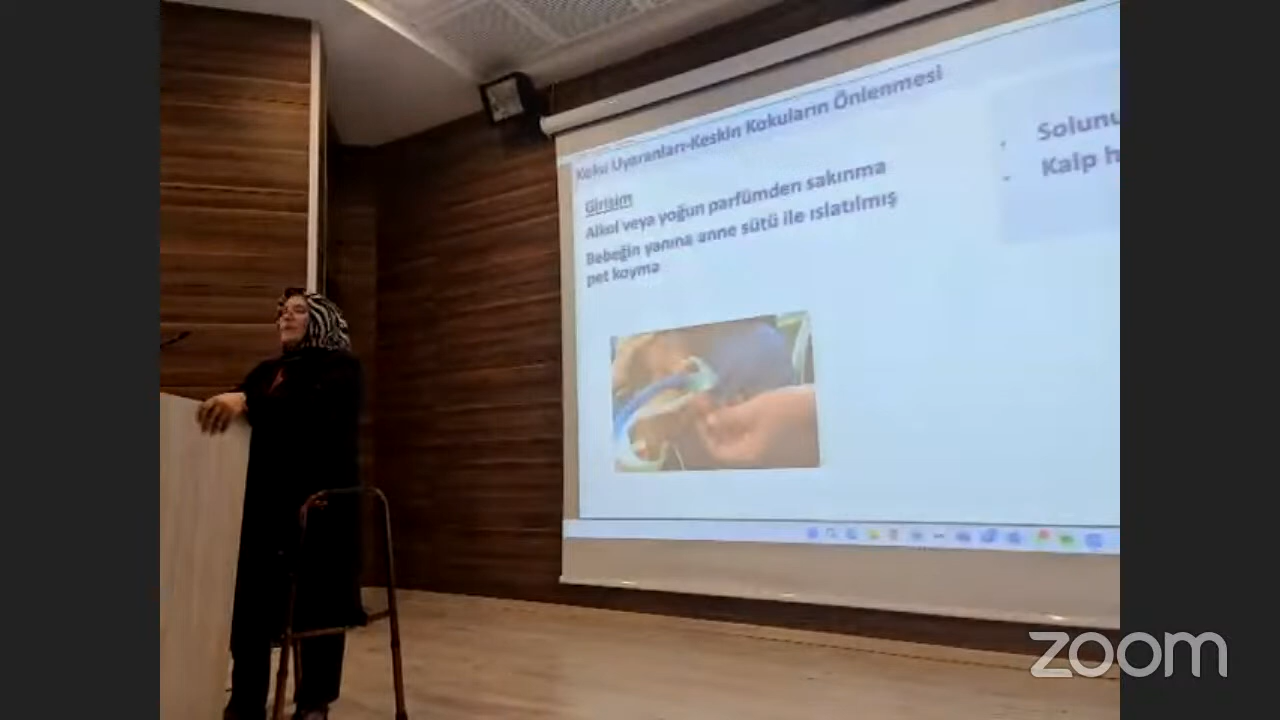 Koku Uyaranları-Keskin Kokuların Önlenmesi
Girişim
Alkol veya yoğun parfümden sakınma
Bebeğin yanına anne sütü ile ıslatılmış
pet koyma
Solunu
Kalp h
zoom